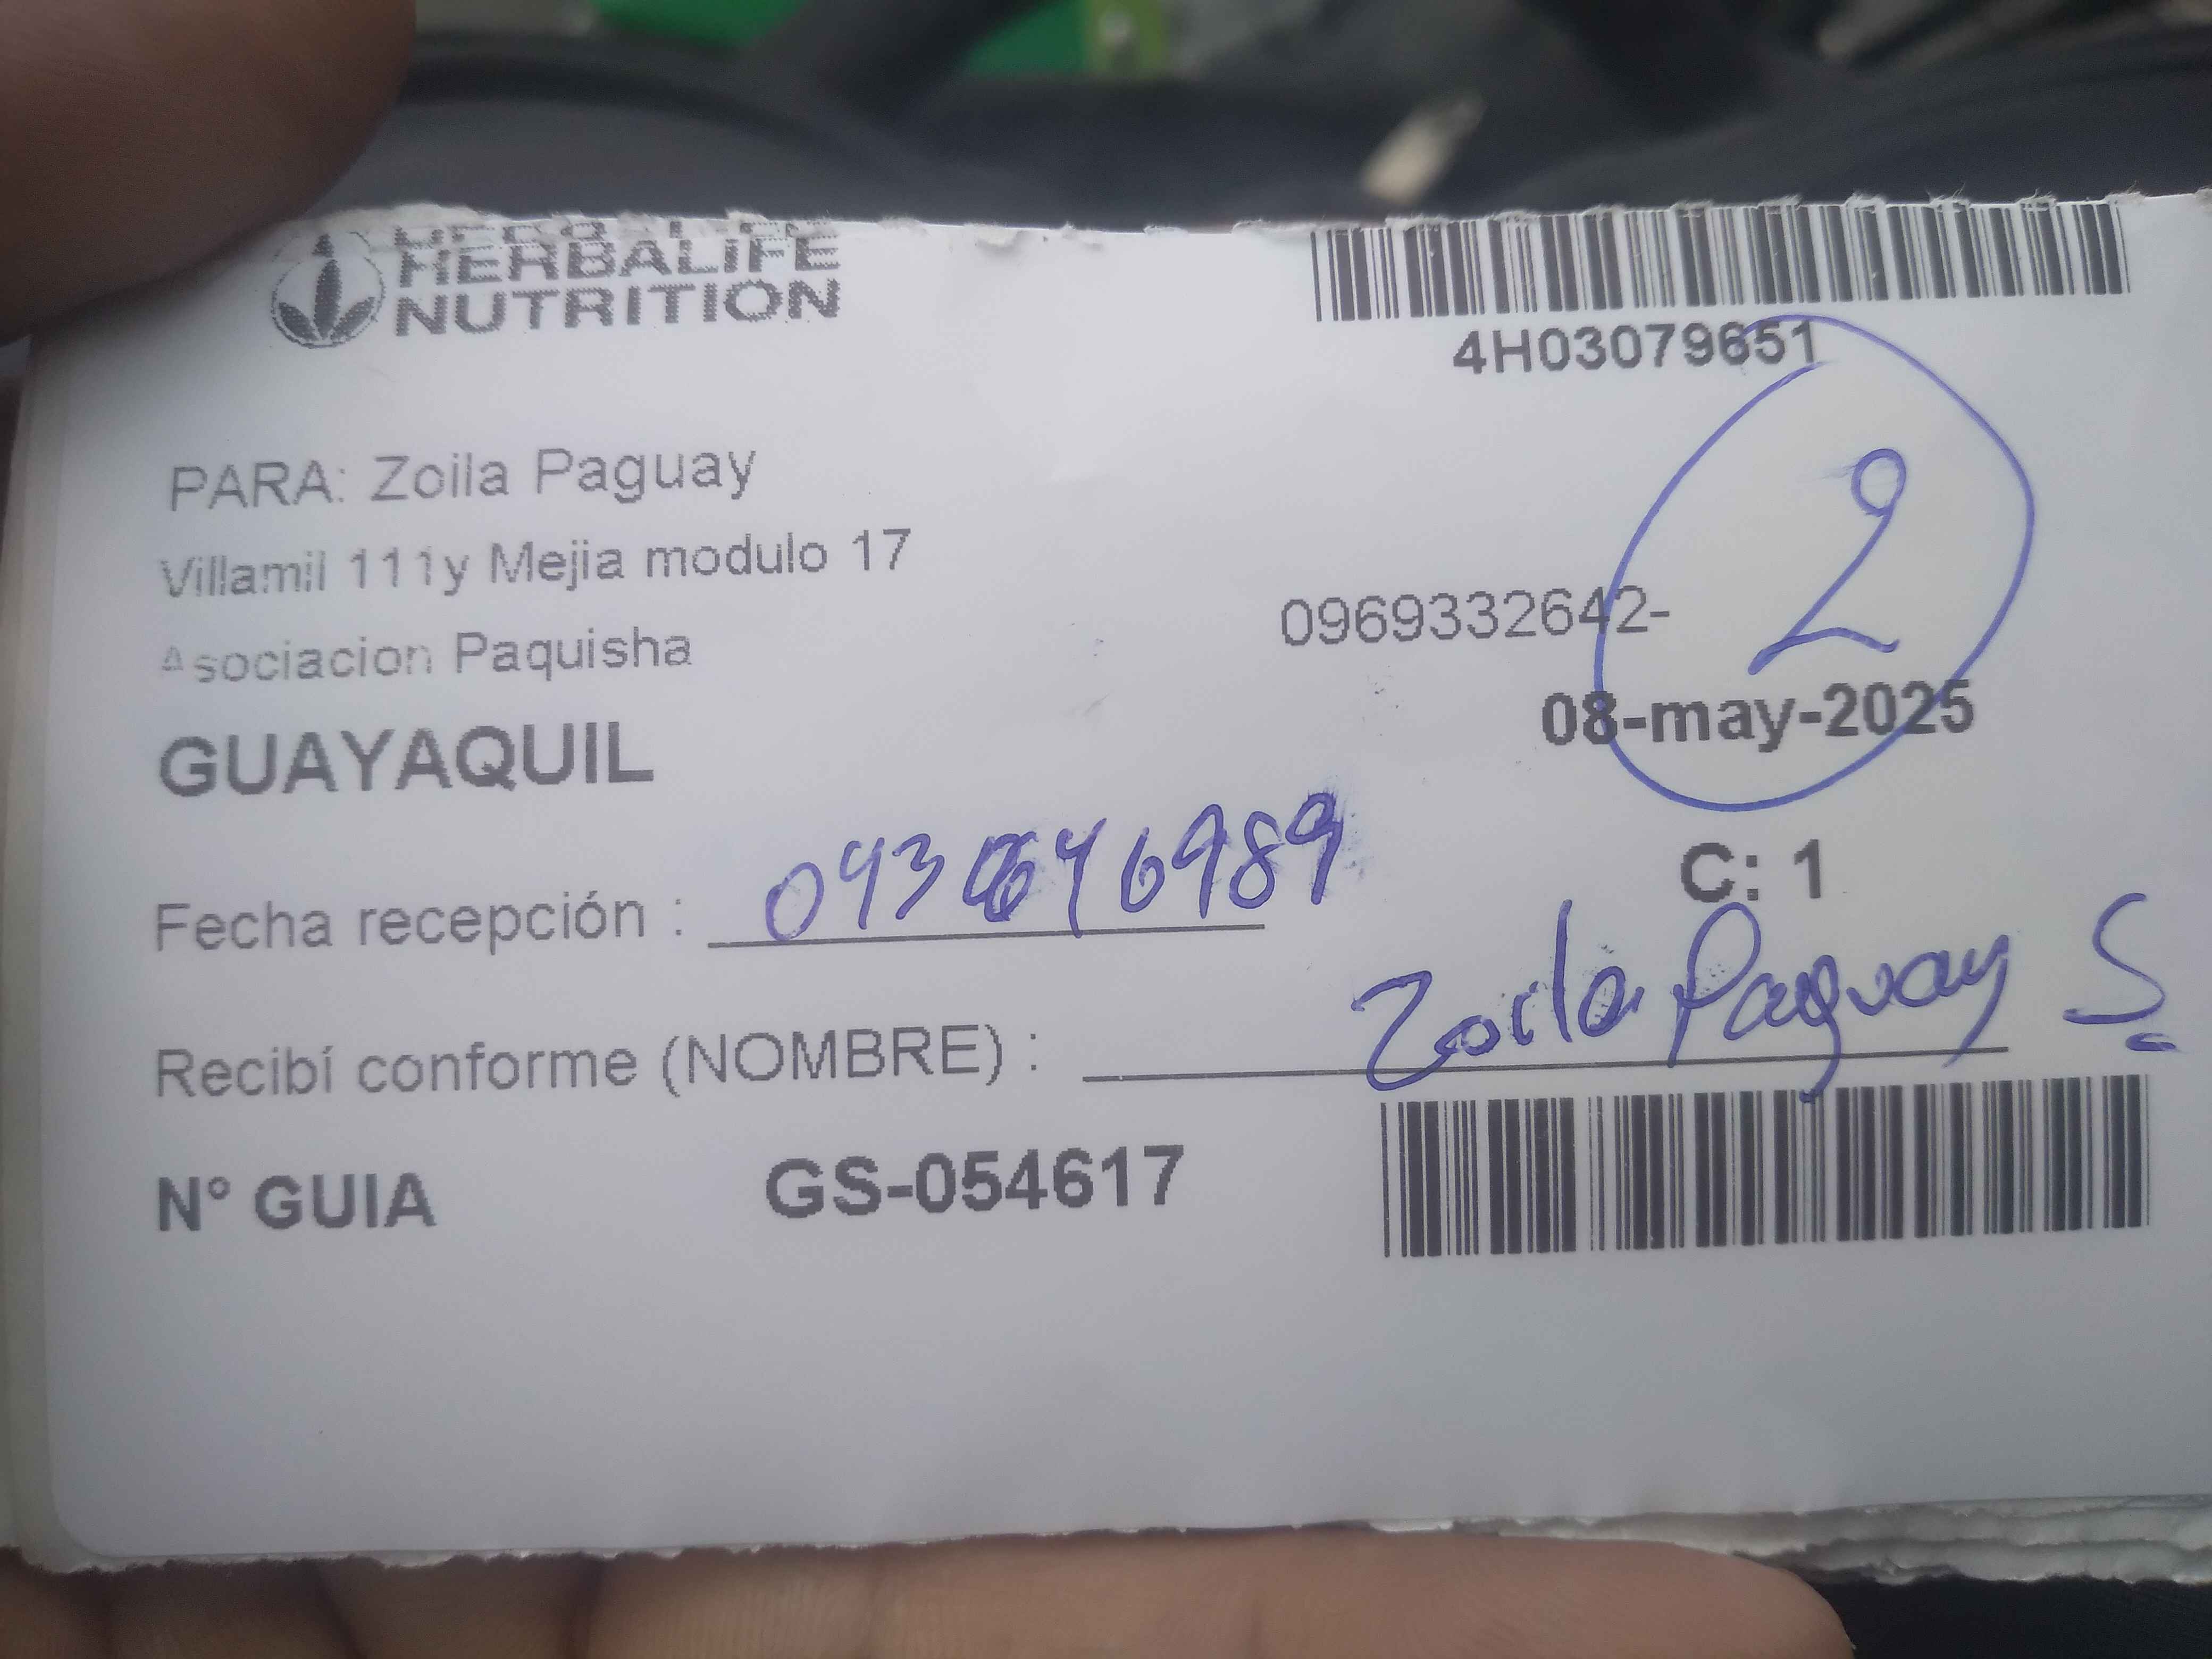 HERBALIFE
NUTRITION
4H03079651
PARA: Zoila Paguay
Villamil 111y Mejia modulo 17
Asociacion Paquisha
0969332642-
2
GUAYAQUIL
08-may-2025
C: 1
Fecha recepción :
Recibí conforme (NOMBRE) : Zoila Paguay S
N° GUIA GS-054617